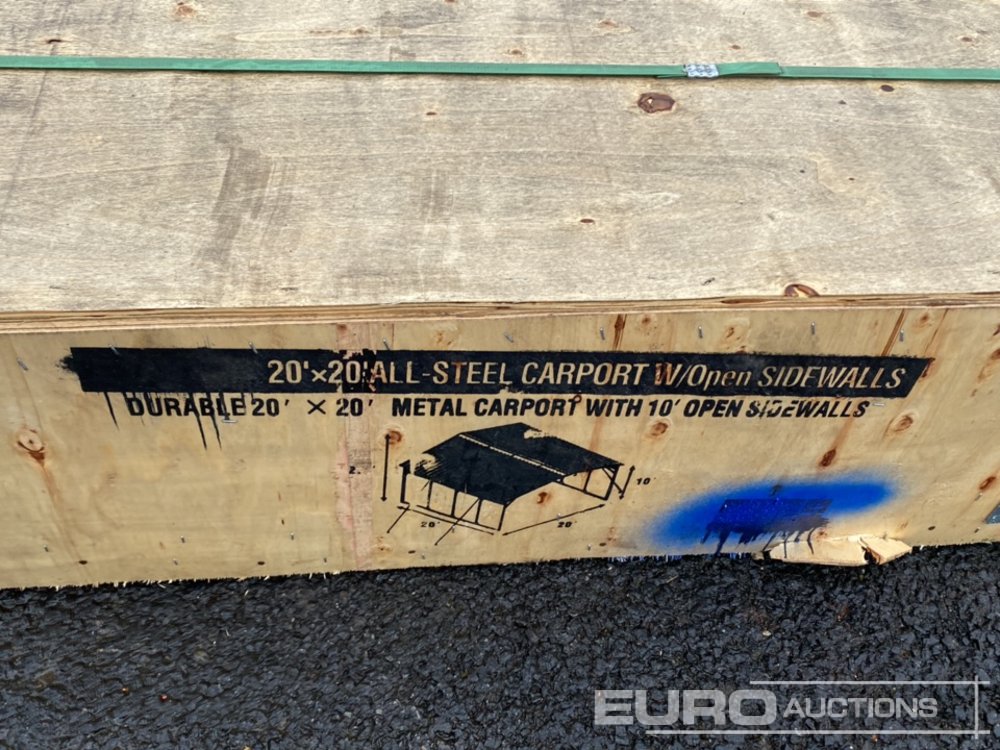 20'×20' ALL-STEEL CARPORT W/Open SIDEWALLS
DURABLE 20' × 20' METAL CARPORT WITH 10' OPEN SIDEWALLS
10'
20'
20'
EURO AUCTIONS